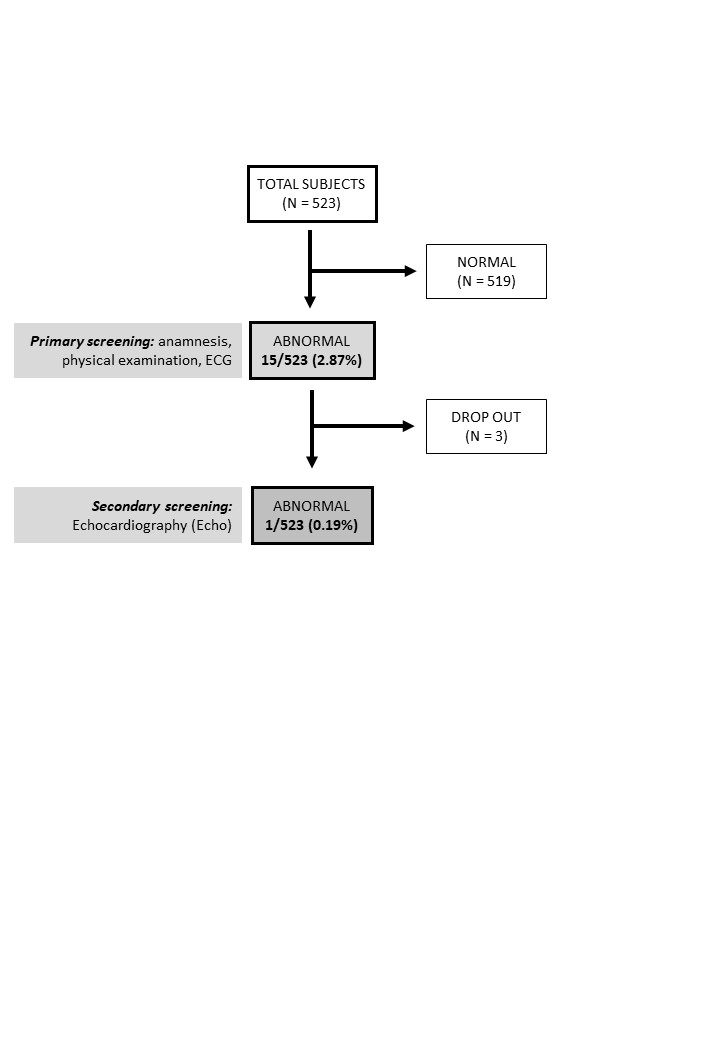 TOTAL SUBJECTS
(N = 523)
NORMAL
(N = 519)
Primary screening: anamnesis,
physical examination, ECG
ABNORMAL
15/523 (2.87%)
DROP OUT
(N = 3)
Secondary screening:
Echocardiography (Echo)
ABNORMAL
1/523 (0.19%)